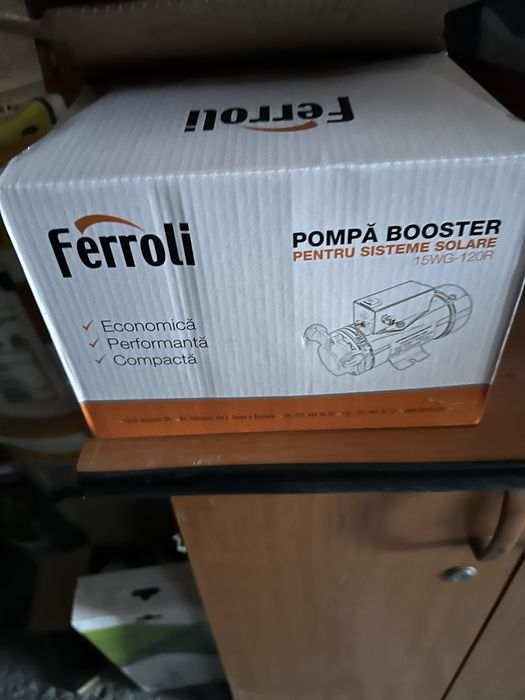 Ferroli
Ferroli
POMPĂ BOOSTER
PENTRU SISTEME SOLARE
15WG-120R
✓ Economică
✓ Performantă
✓ Compactă